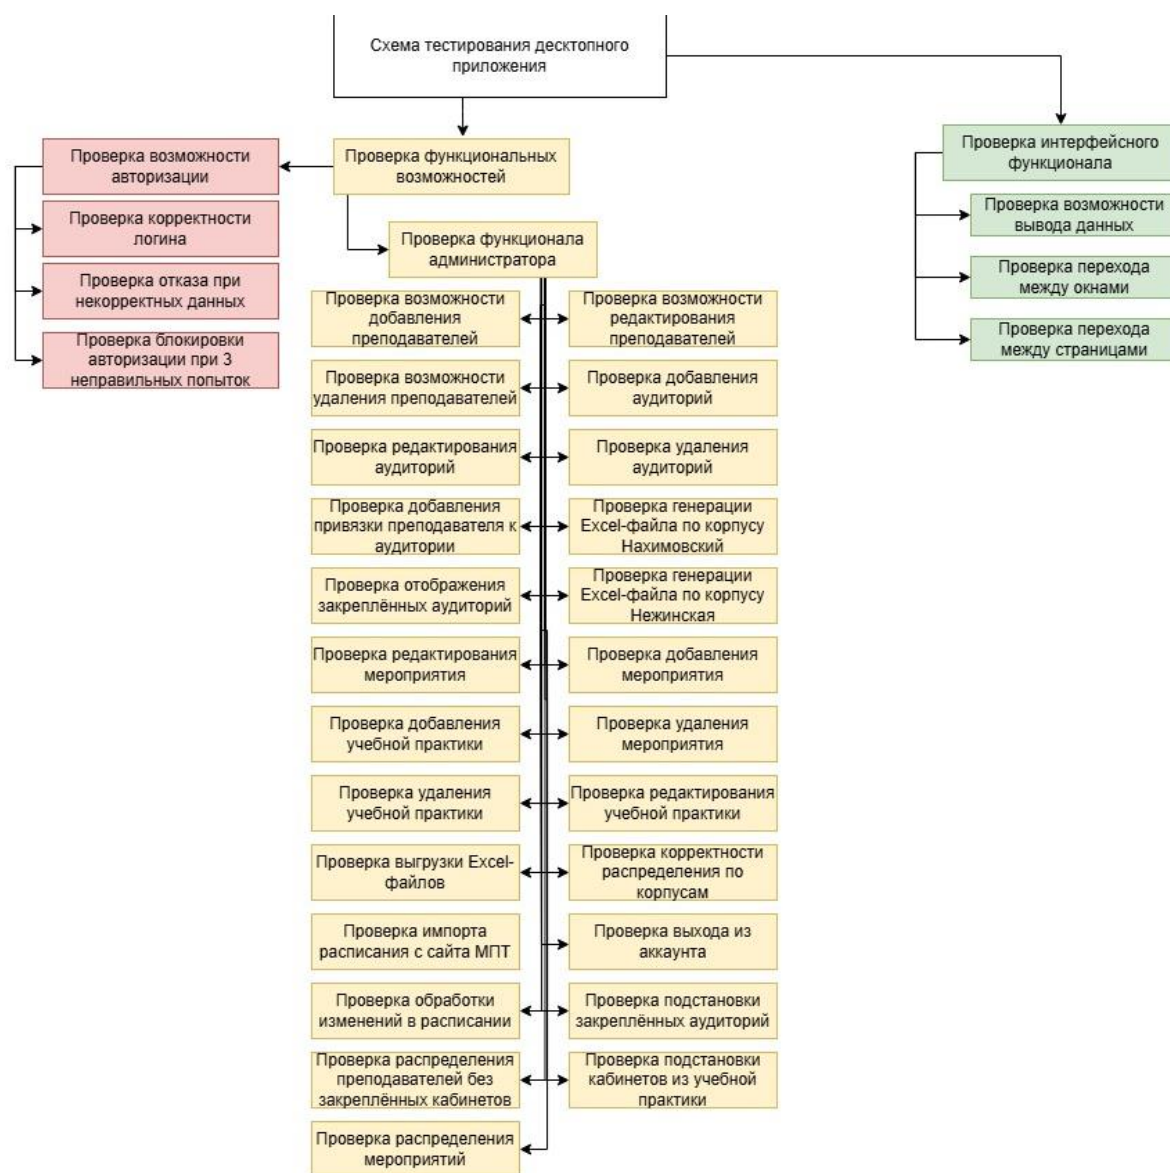 Схема тестирования десктопного
приложения
Проверка возможности
авторизации
Проверка корректности
логина
Проверка отказа при
некорректных данных
Проверка блокировки
авторизации при 3
неправильных попыток
Проверка функциональных
возможностей
Проверка функционала
администратора
Проверка возможности
добавления
преподавателей
Проверка возможности
редактирования
преподавателей
Проверка возможности
удаления преподавателей
Проверка добавления
аудиторий
Проверка редактирования
аудиторий
Проверка удаления
аудиторий
Проверка добавления
привязки преподавателя к
аудитории
Проверка генерации
Excel-файла по корпусу
Нахимовский
Проверка отображения
закреплённых аудиторий
Проверка генерации
Excel-файла по корпусу
Нежинская
Проверка редактирования
мероприятия
Проверка добавления
мероприятия
Проверка добавления
учебной практики
Проверка удаления
мероприятия
Проверка удаления
учебной практики
Проверка редактирования
учебной практики
Проверка выгрузки Excel-
файлов
Проверка корректности
распределения по
корпусам
Проверка импорта
расписания с сайта МПТ
Проверка выхода из
аккаунта
Проверка обработки
изменений в расписании
Проверка подстановки
закреплённых аудиторий
Проверка распределения
преподавателей без
закреплённых кабинетов
Проверка подстановки
кабинетов из учебной
практики
Проверка распределения
мероприятий
Проверка интерфейсного
функционала
Проверка возможности
вывода данных
Проверка перехода
между окнами
Проверка перехода
между страницами